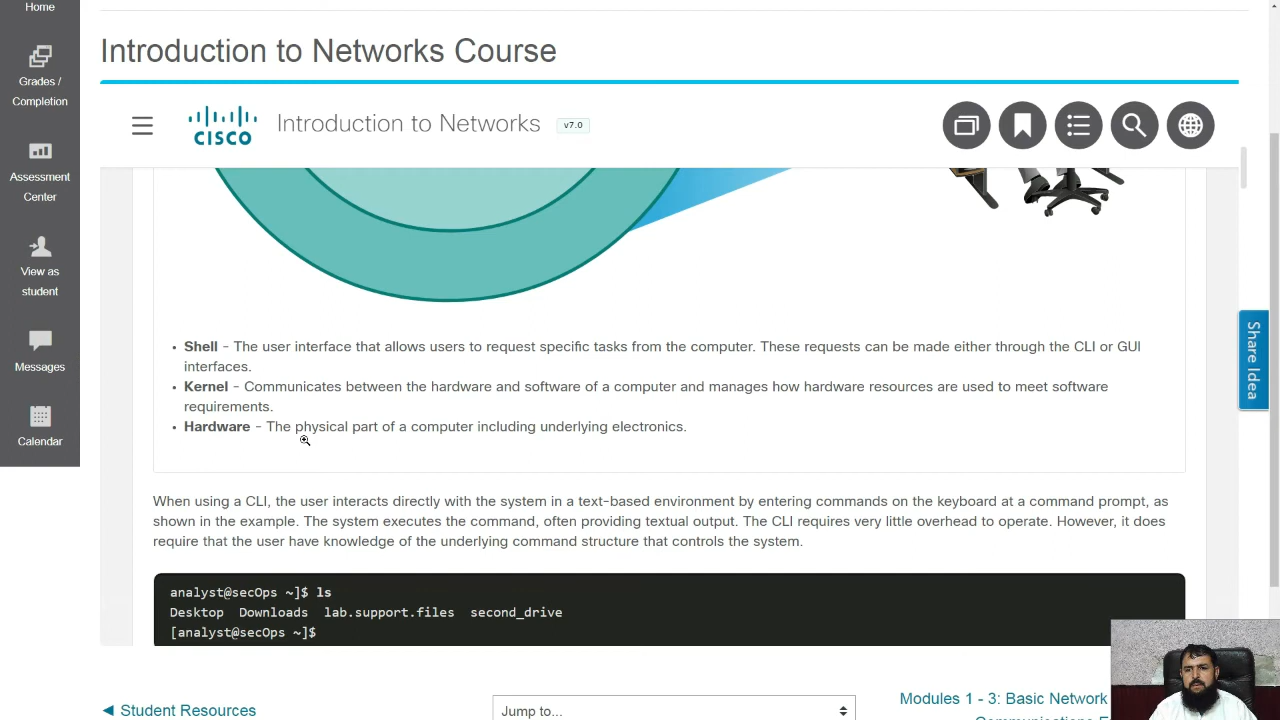 Home
Grades /
Completion
Assessment
Center
View as
student
Messages
Calendar
Introduction to Networks Course
CISCO
Introduction to Networks
v7.0
Shell - The user interface that allows users to request specific tasks from the computer. These requests can be made either through the CLI or GUI
interfaces.
Kernel - Communicates between the hardware and software of a computer and manages how hardware resources are used to meet software
requirements.
Hardware - The physical part of a computer including underlying electronics.
When using a CLI, the user interacts directly with the system in a text-based environment by entering commands on the keyboard at a command prompt, as
shown in the example. The system executes the command, often providing textual output. The CLI requires very little overhead to operate. However, it does
require that the user have knowledge of the underlying command structure that controls the system.
analyst@secOps ~]$ ls
Desktop Downloads lab.support.files second_drive
[analyst@secOps ~]$
Share Idea
◄ Student Resources
Jump to...
Modules 1 - 3: Basic Network